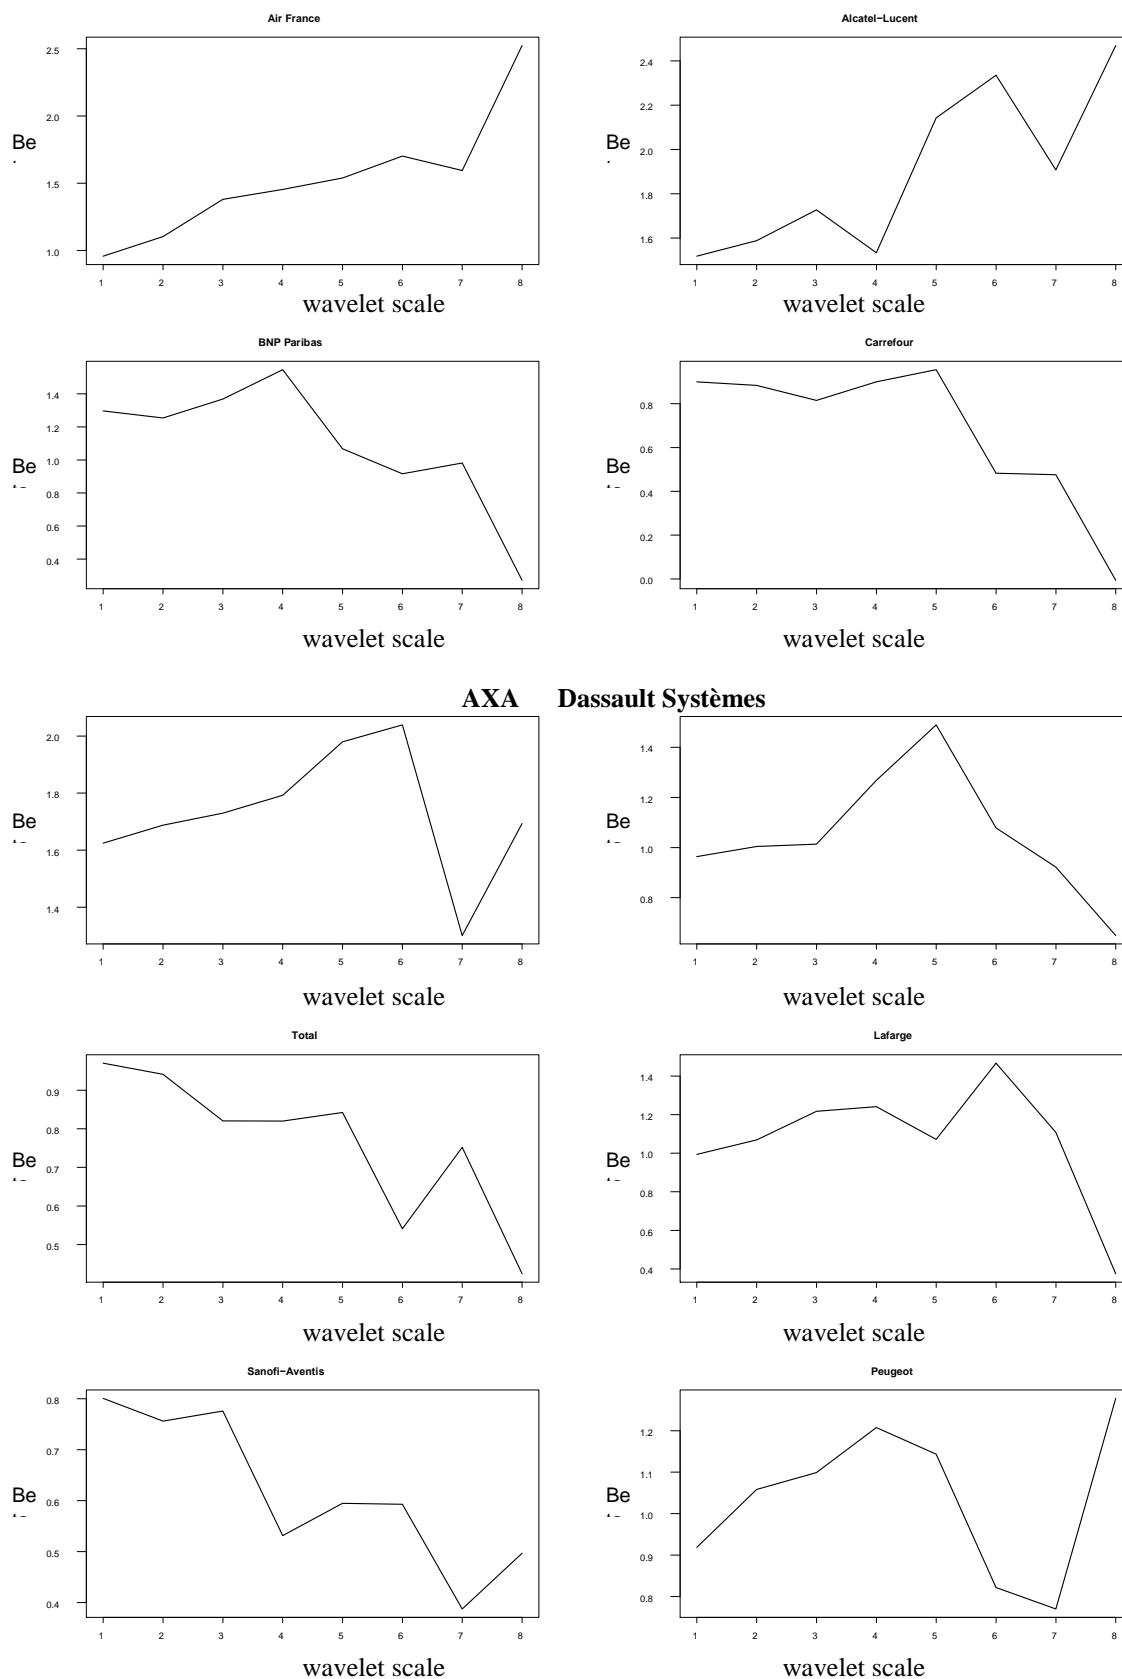 Air France Alcatel−Lucent
2.5
2.0
1.5
1.0
Be
1 2 3 4 5 6 7 8
wavelet scale
2.4
2.2
2.0
1.8
1.6
Be
1 2 3 4 5 6 7 8
wavelet scale
BNP Paribas Carrefour
1.4
1.2
1.0
0.8
0.6
0.4
Be
1 2 3 4 5 6 7 8
wavelet scale
0.8
0.6
0.4
0.2
0.0
Be
1 2 3 4 5 6 7 8
wavelet scale
AXA Dassault Systèmes
2.0
1.8
1.6
1.4
Be
1 2 3 4 5 6 7 8
wavelet scale
1.4
1.2
1.0
0.8
Be
1 2 3 4 5 6 7 8
wavelet scale
Total Lafarge
0.9
0.8
0.7
0.6
0.5
Be
1 2 3 4 5 6 7 8
wavelet scale
1.4
1.2
1.0
0.8
0.6
0.4
Be
1 2 3 4 5 6 7 8
wavelet scale
Sanofi−Aventis Peugeot
0.8
0.7
0.6
0.5
0.4
Be
1 2 3 4 5 6 7 8
wavelet scale
1.2
1.1
1.0
0.9
0.8
Be
1 2 3 4 5 6 7 8
wavelet scale